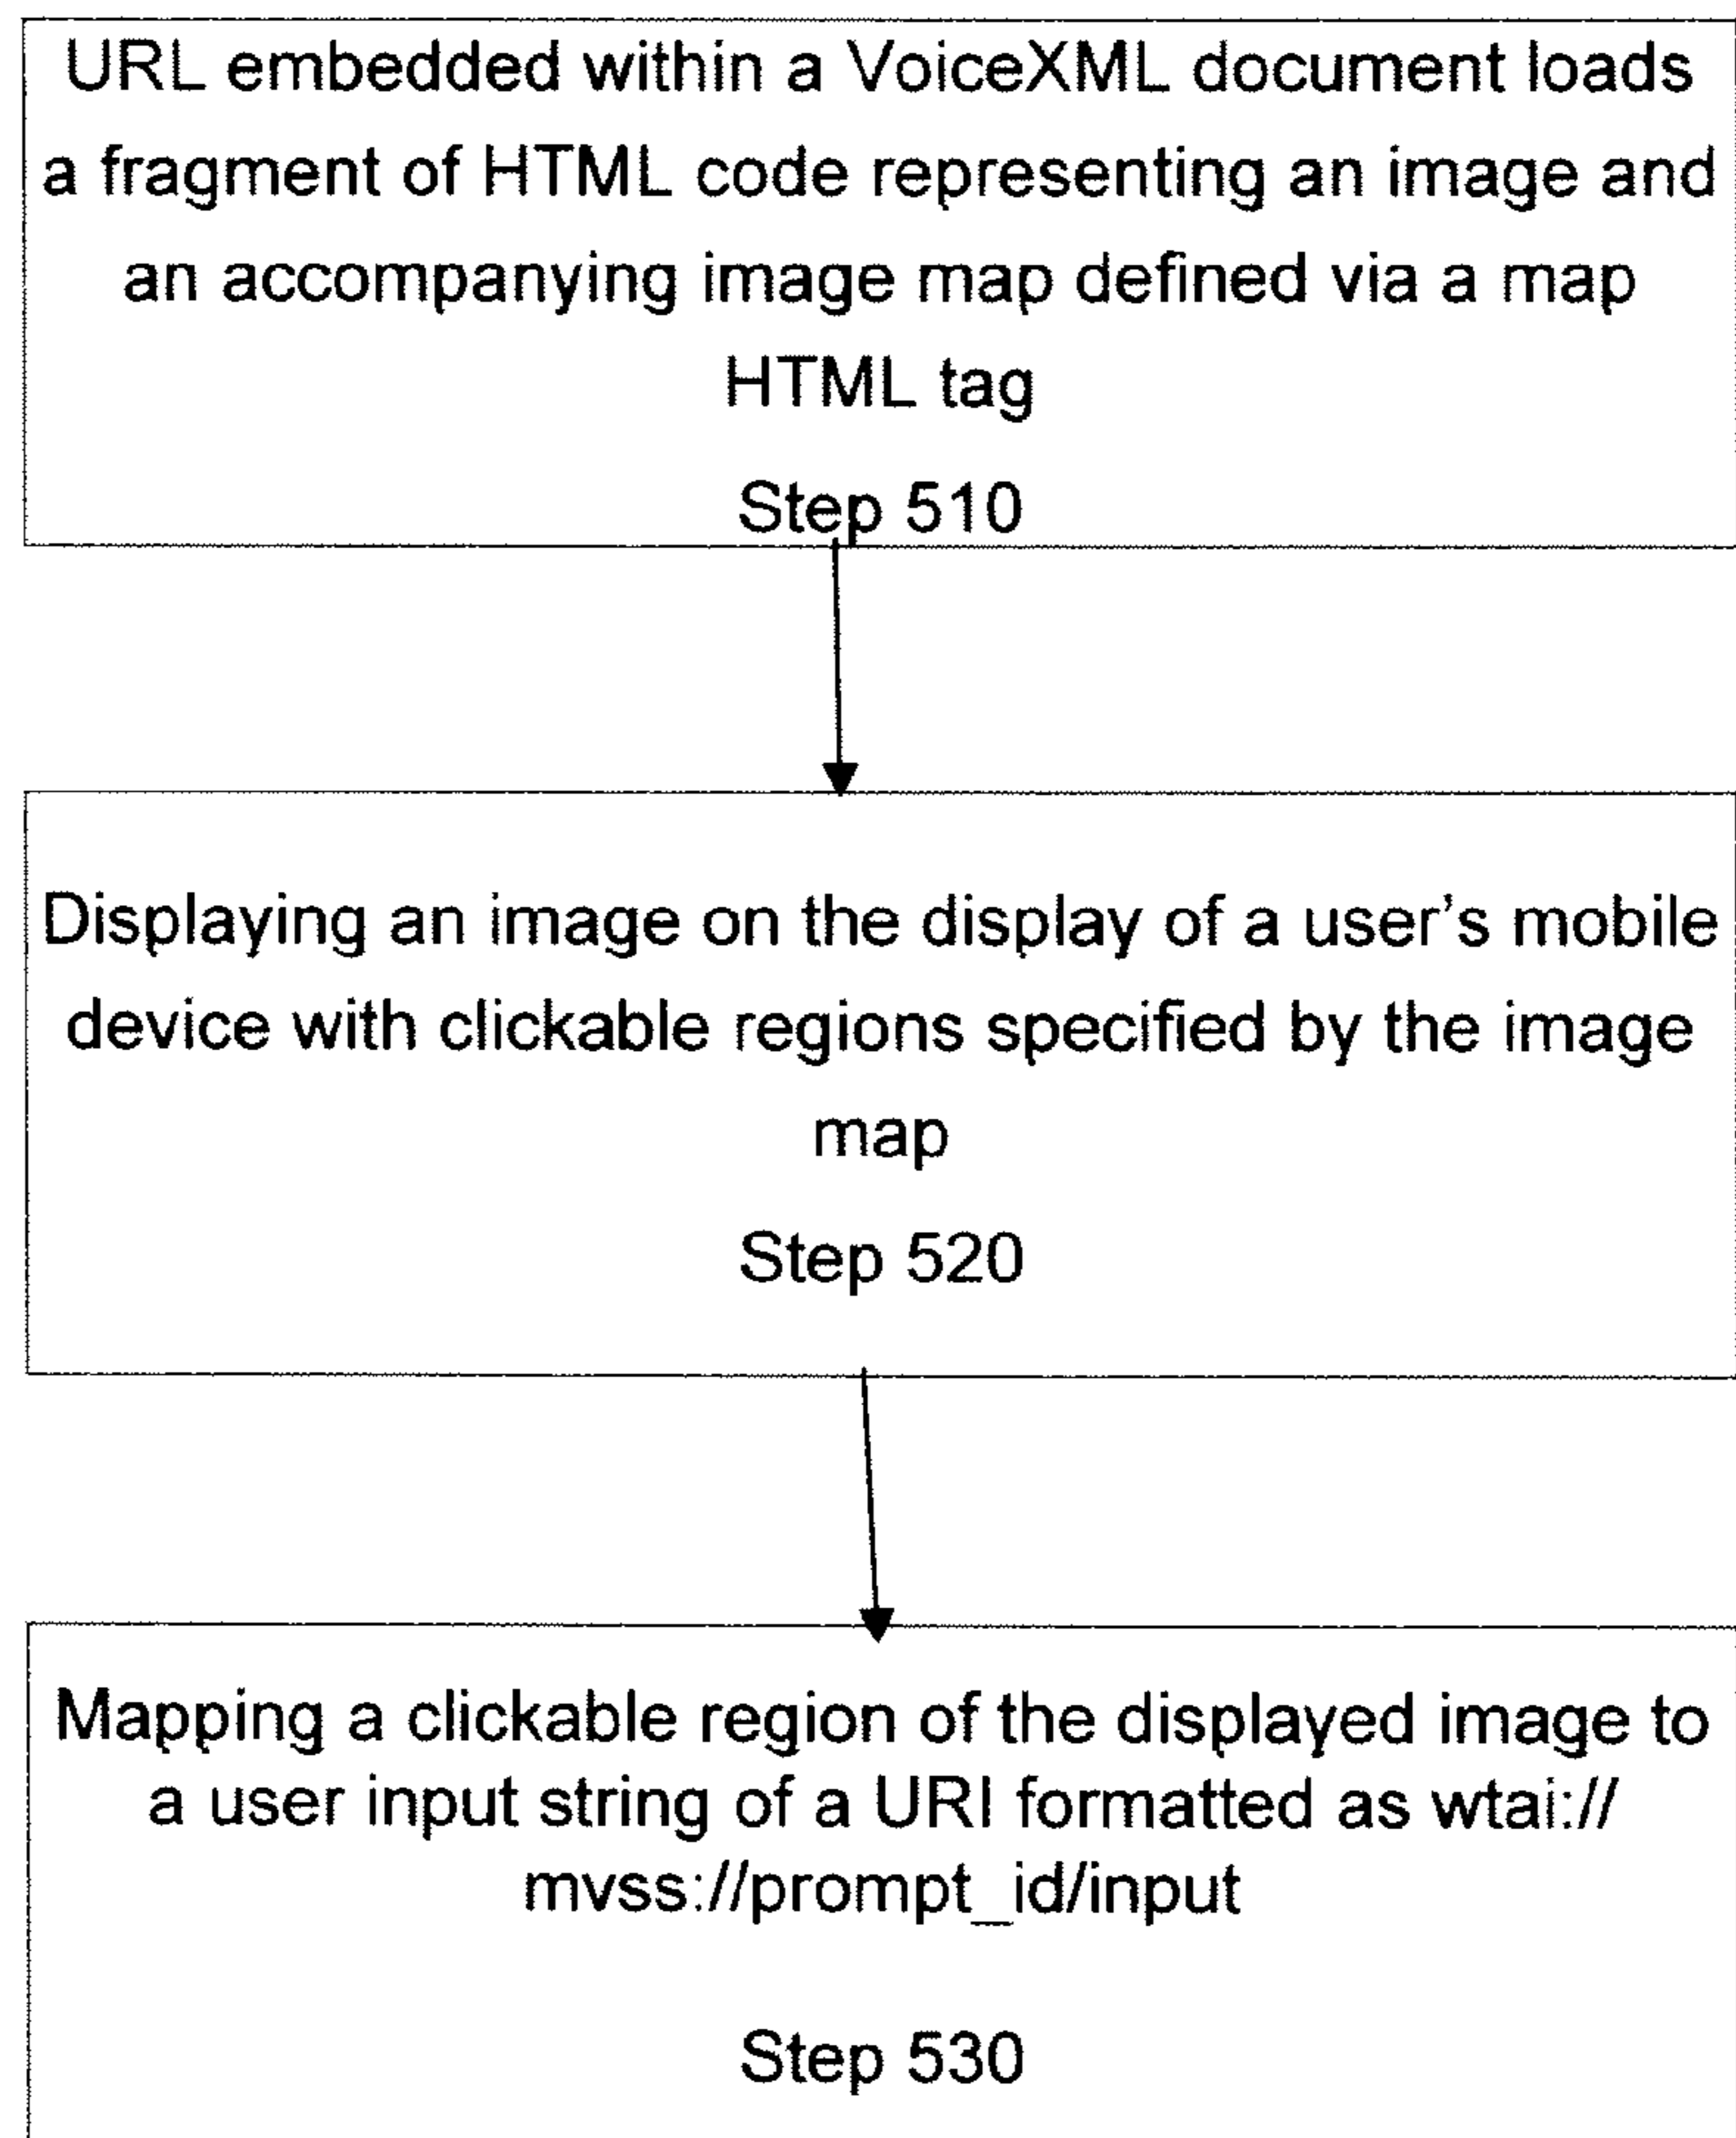 URL embedded within a VoiceXML document loads
a fragment of HTML code representing an image and
an accompanying image map defined via a map
HTML tag
Step 510
Displaying an image on the display of a user's mobile
device with clickable regions specified by the image
map
Step 520
Mapping a clickable region of the displayed image to
a user input string of a URI formatted as wtai://
mvss://prompt_id/input
Step 530